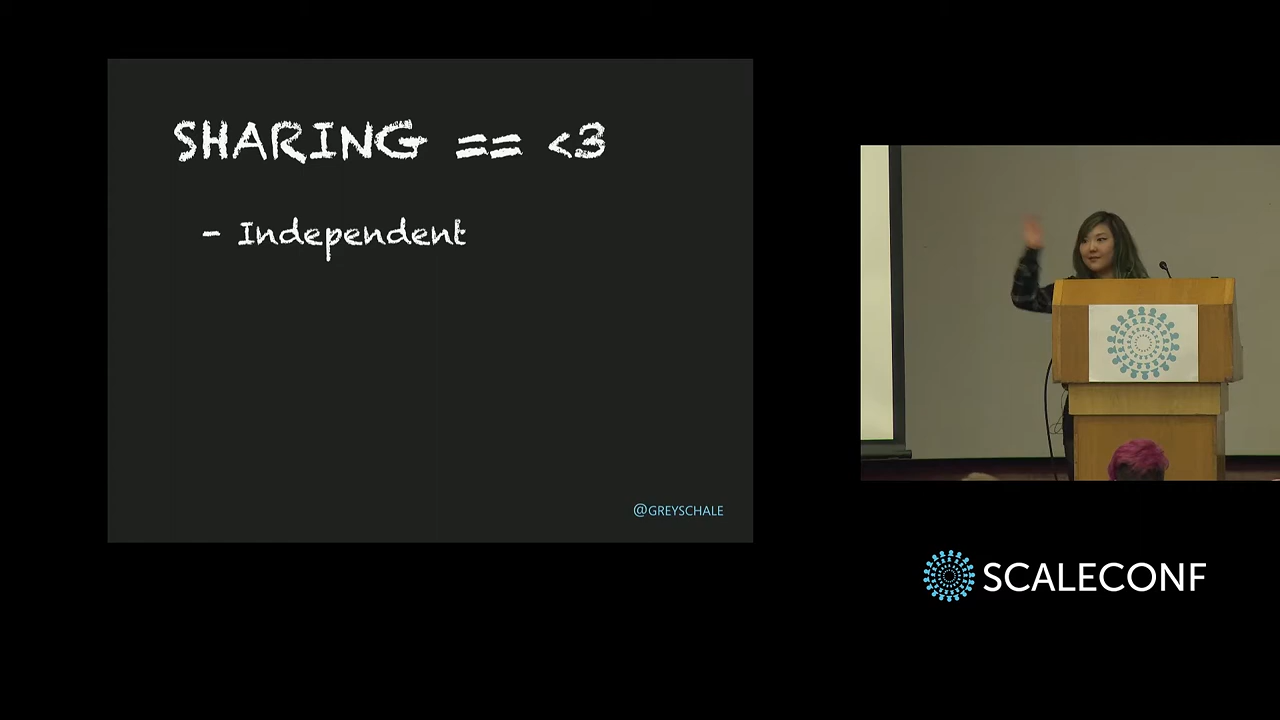 SHARING == <3
- Independent
@GREYSCHALE
SCALECONF